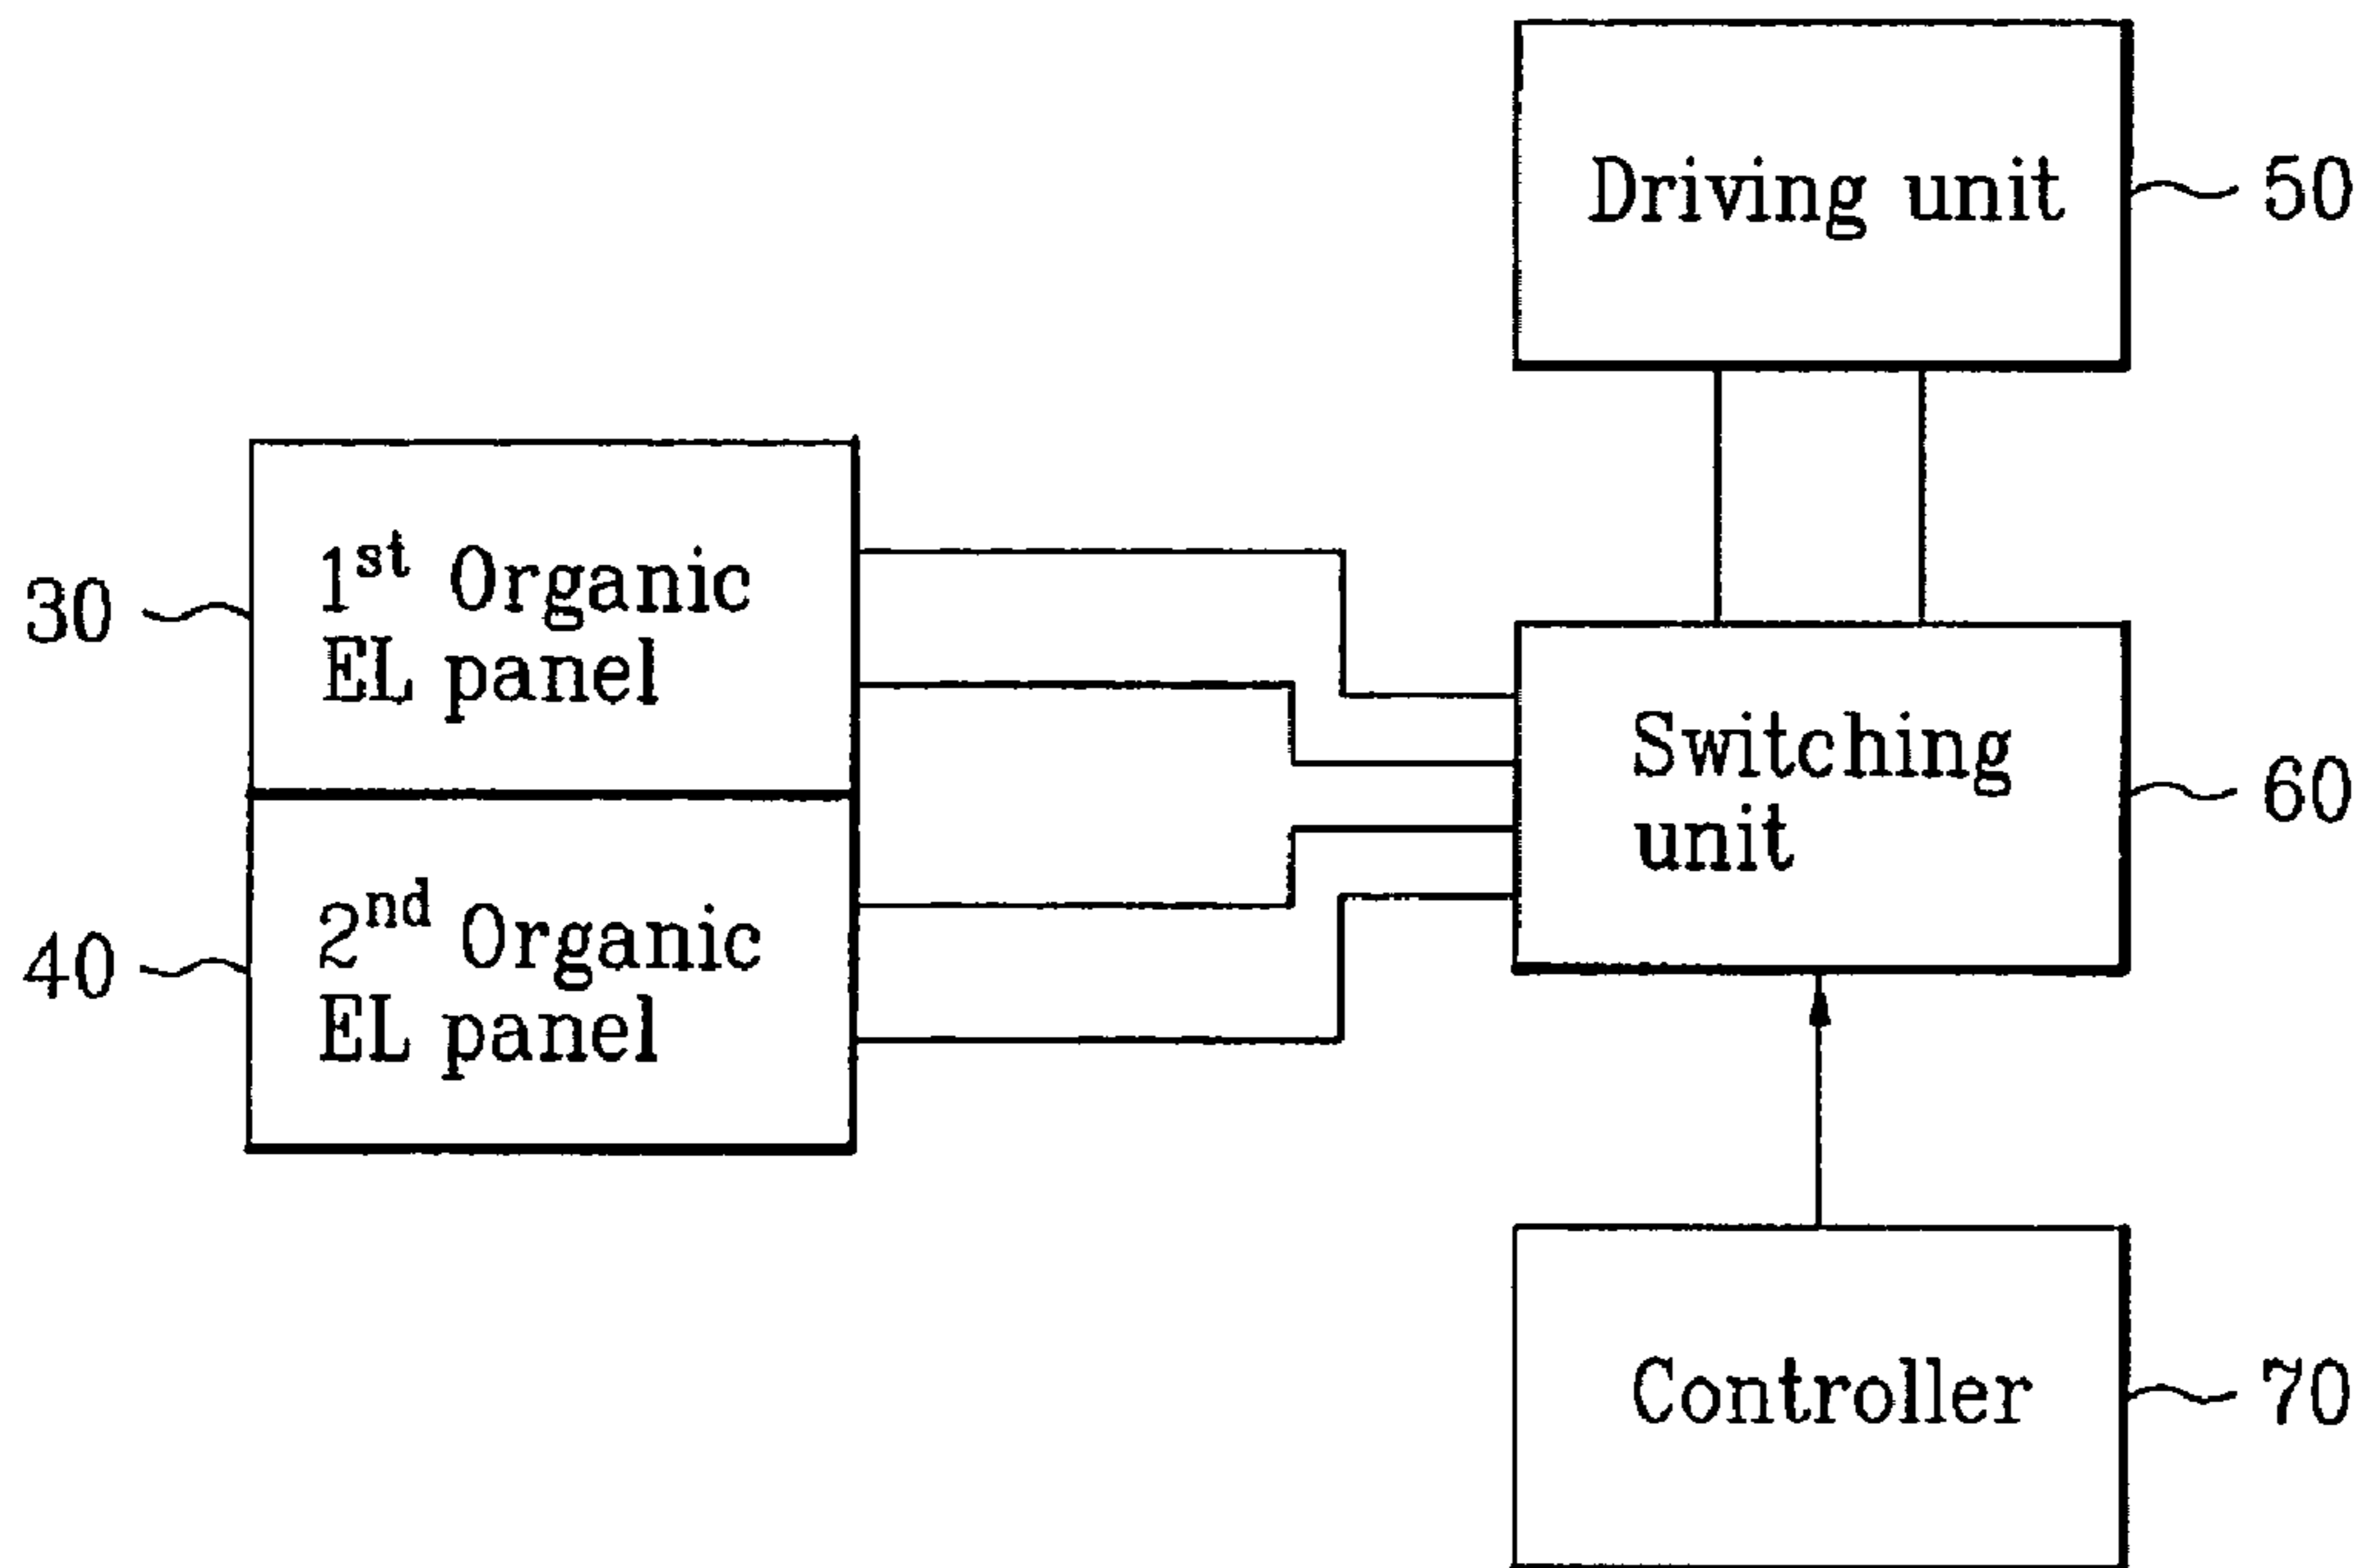 Driving unit
50
30
1st Organic
EL panel
Switching
unit
60
40
2nd Organic
EL panel
Controller
70